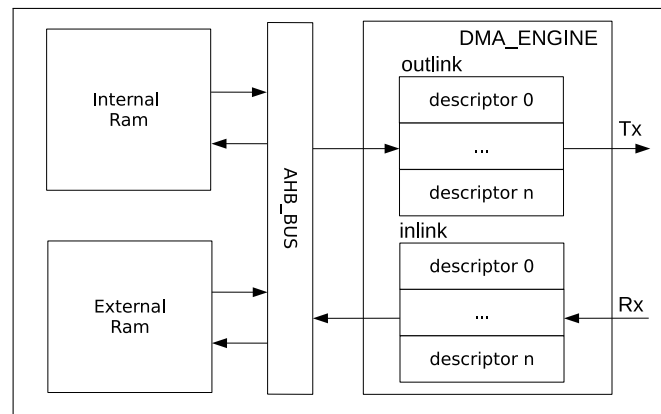 DMA_ENGINE
outlink
Internal
Ram
descriptor 0
...
descriptor n
Tx
AHB_BUS
inlink
External
Ram
descriptor 0
...
descriptor n
Rx